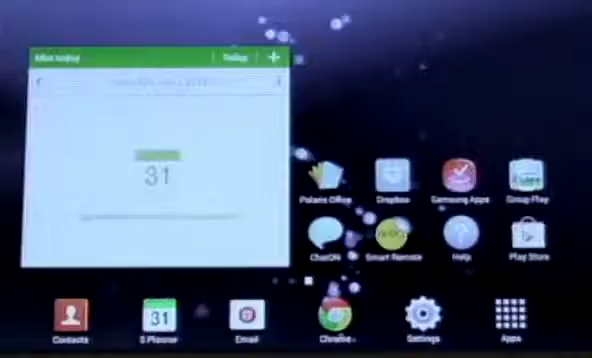 Today +
31
Polaris Office
Dropbox
Samsung Apps
Group Play
ChatON
Smart Remote
Help
Play Store
Contacts
31
S Planner
Email
Chrome
Settings
Apps